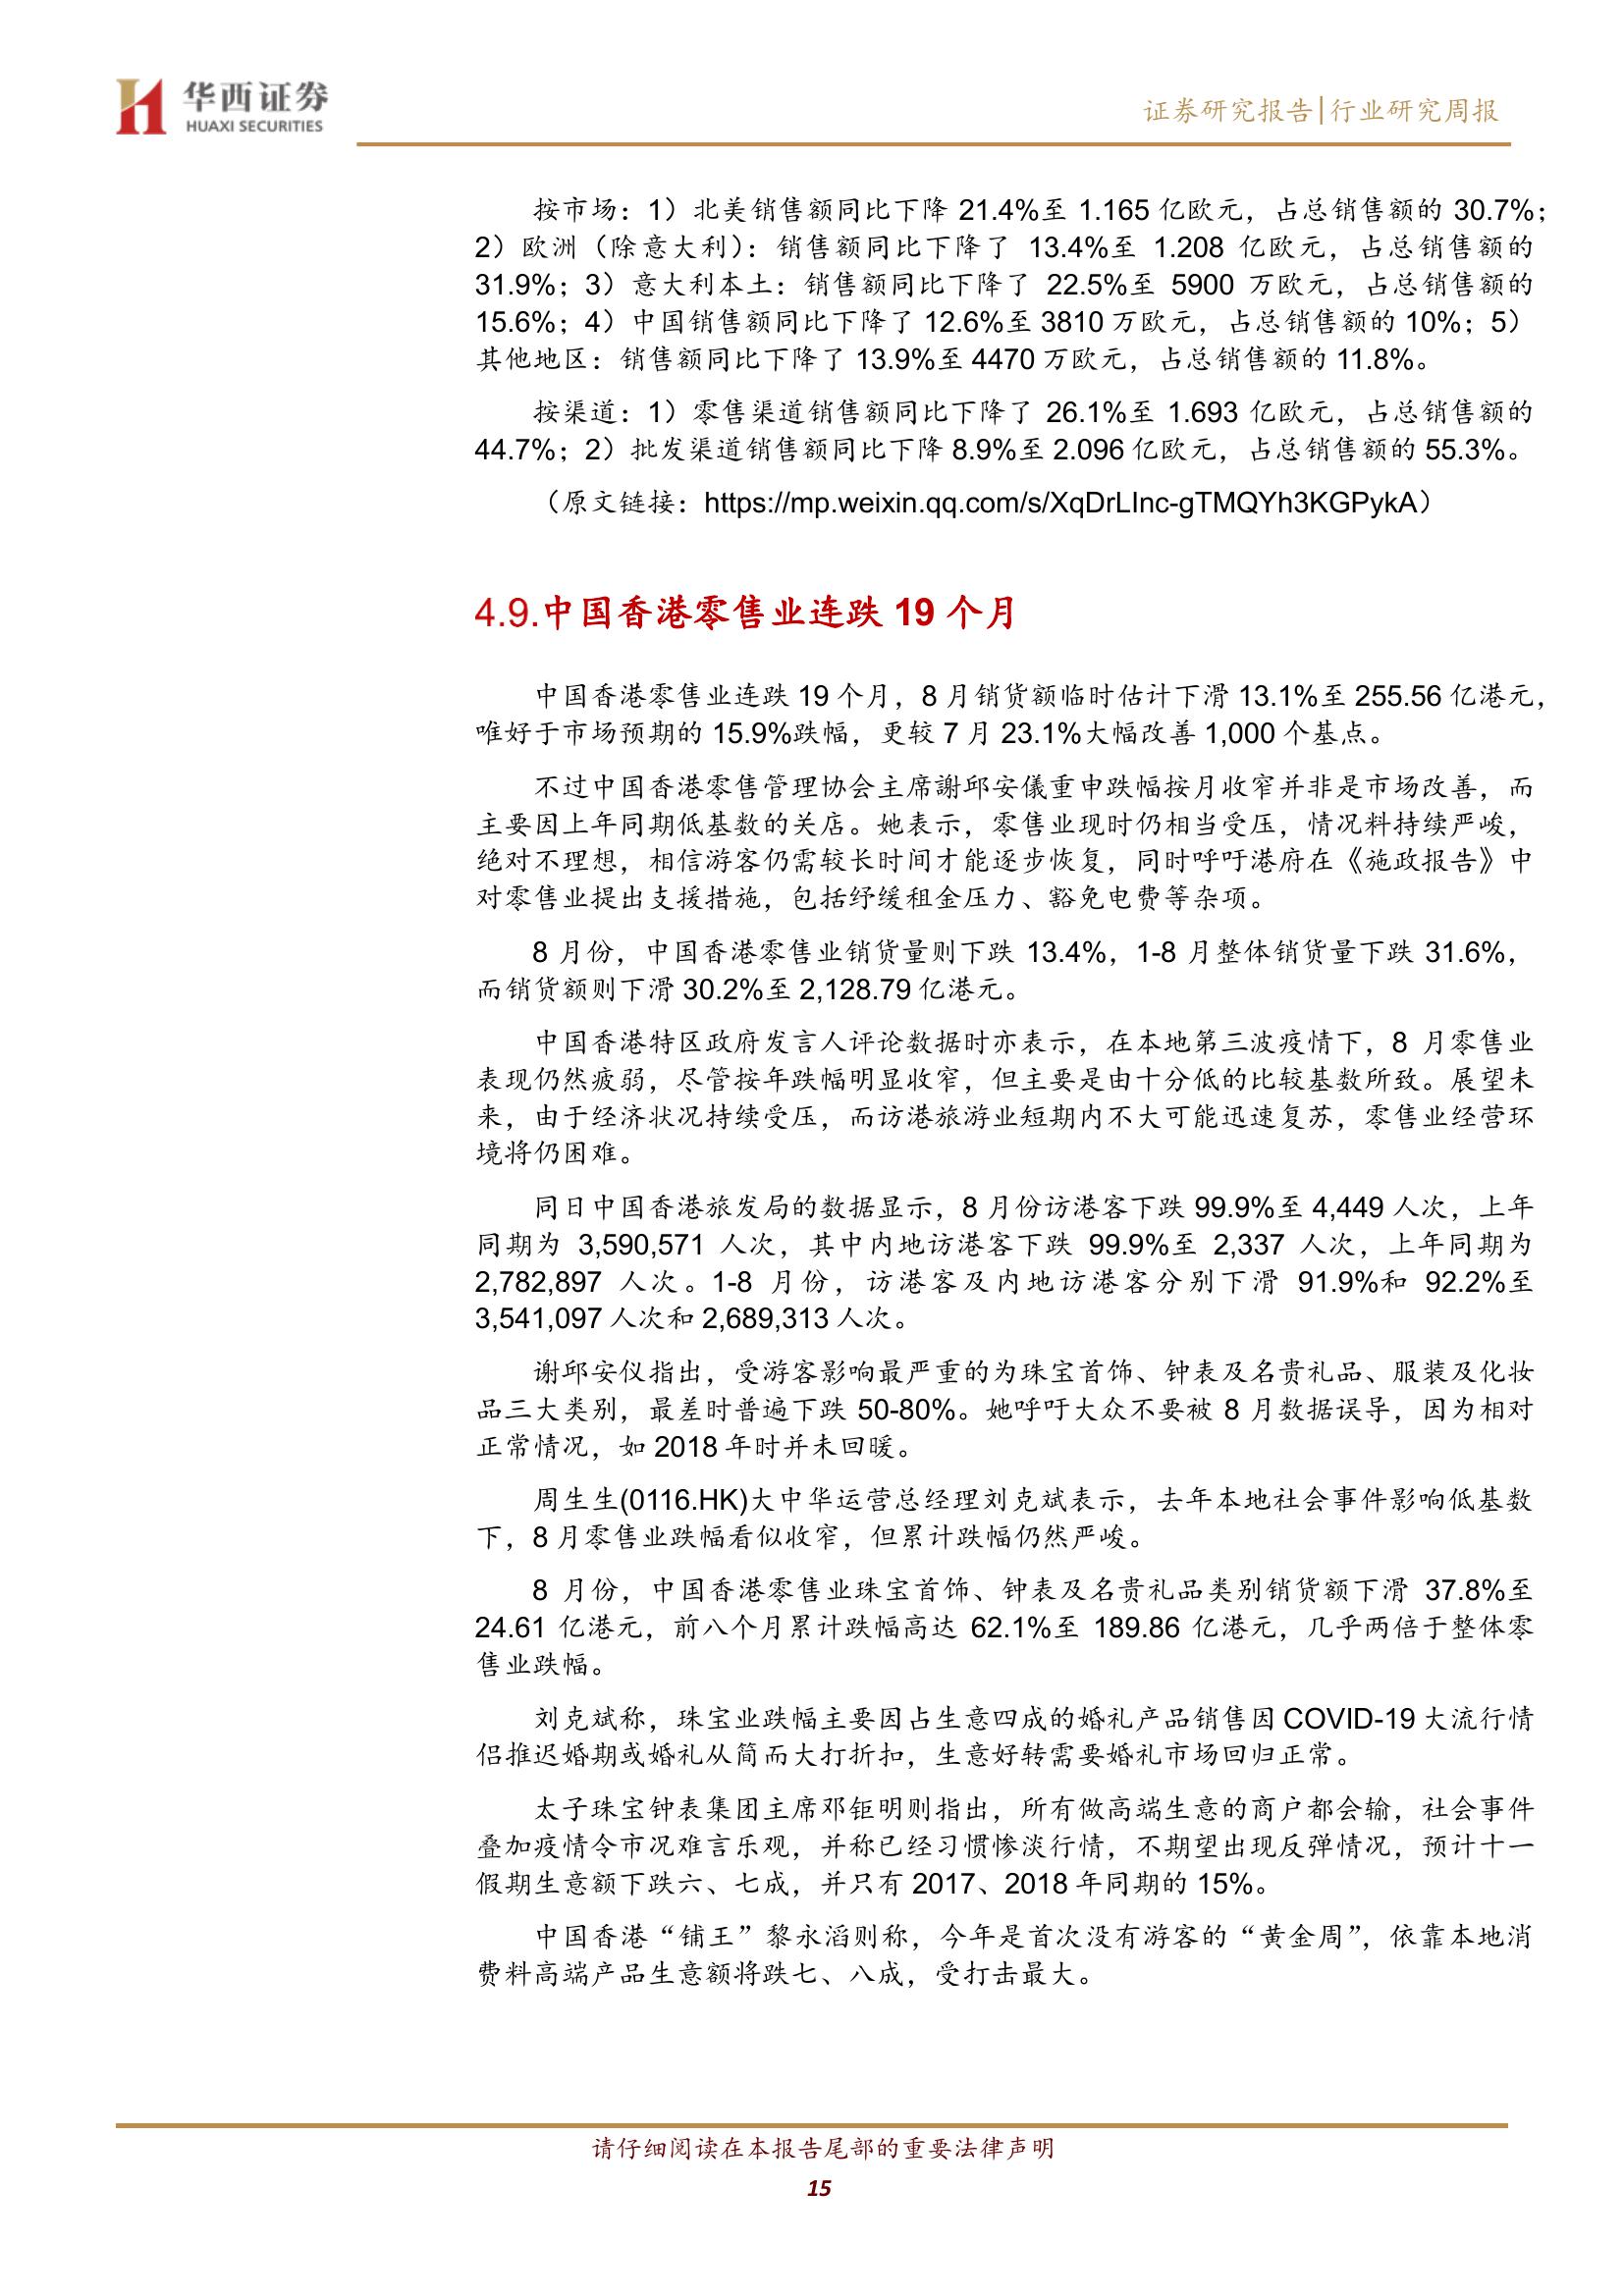 华西证券
HUAXI SECURITIES
证券研究报告|行业研究周报
按市场：1）北美销售额同比下降 21.4%至 1.165 亿欧元，占总销售额的 30.7%；
2）欧洲（除意大利）：销售额同比下降了 13.4%至 1.208 亿欧元，占总销售额的
31.9%；3）意大利本土：销售额同比下降了 22.5%至 5900 万欧元，占总销售额的
15.6%；4）中国销售额同比下降了 12.6%至 3810 万欧元，占总销售额的 10%；5）
其他地区：销售额同比下降了 13.9%至 4470 万欧元，占总销售额的 11.8%。
按渠道：1）零售渠道销售额同比下降了 26.1%至 1.693 亿欧元，占总销售额的
44.7%；2）批发渠道销售额同比下降 8.9%至 2.096 亿欧元，占总销售额的 55.3%。
（原文链接：https://mp.weixin.qq.com/s/XqDrLInc-gTMQYh3KGPykA）
4.9.中国香港零售业连跌 19 个月
中国香港零售业连跌 19 个月，8 月销货额临时估计下滑 13.1%至 255.56 亿港元，
唯好于市场预期的 15.9%跌幅，更较 7 月 23.1%大幅改善 1,000 个基点。
不过中国香港零售管理协会主席謝邱安儀重申跌幅按月收窄并非是市场改善，而
主要因上年同期低基数的关店。她表示，零售业现时仍相当受压，情况料持续严峻，
绝对不理想，相信游客仍需较长时间才能逐步恢复，同时呼吁港府在《施政报告》中
对零售业提出支援措施，包括纾缓租金压力、豁免电费等杂项。
8 月份，中国香港零售业销货量则下跌 13.4%，1-8 月整体销货量下跌 31.6%，
而销货额则下滑 30.2%至 2,128.79 亿港元。
中国香港特区政府发言人评论数据时亦表示，在本地第三波疫情下，8 月零售业
表现仍然疲弱，尽管按年跌幅明显收窄，但主要是由十分低的比较基数所致。展望未
来，由于经济状况持续受压，而访港旅游业短期内不大可能迅速复苏，零售业经营环
境将仍困难。
同日中国香港旅发局的数据显示，8 月份访港客下跌 99.9%至 4,449 人次，上年
同期为 3,590,571 人次，其中内地访港客下跌 99.9%至 2,337 人次，上年同期为
2,782,897 人次。1-8 月份，访港客及内地访港客分别下滑 91.9%和 92.2%至
3,541,097 人次和 2,689,313 人次。
谢邱安仪指出，受游客影响最严重的为珠宝首饰、钟表及名贵礼品、服装及化妆
品三大类别，最差时普遍下跌 50-80%。她呼吁大众不要被 8 月数据误导，因为相对
正常情况，如 2018 年时并未回暖。
周生生(0116.HK)大中华运营总经理刘克斌表示，去年本地社会事件影响低基数
下，8 月零售业跌幅看似收窄，但累计跌幅仍然严峻。
8 月份，中国香港零售业珠宝首饰、钟表及名贵礼品类别销货额下滑 37.8%至
24.61 亿港元，前八个月累计跌幅高达 62.1%至 189.86 亿港元，几乎两倍于整体零
售业跌幅。
刘克斌称，珠宝业跌幅主要因占生意四成的婚礼产品销售因 COVID-19 大流行情
侣推迟婚期或婚礼从简而大打折扣，生意好转需要婚礼市场回归正常。
太子珠宝钟表集团主席邓钜明则指出，所有做高端生意的商户都会输，社会事件
叠加疫情令市况难言乐观，并称已经习惯惨淡行情，不期望出现反弹情况，预计十一
假期生意额下跌六、七成，并只有 2017、2018 年同期的 15%。
中国香港“铺王”黎永滔则称，今年是首次没有游客的“黄金周”，依靠本地消
费料高端产品生意额将跌七、八成，受打击最大。
请仔细阅读在本报告尾部的重要法律声明
15